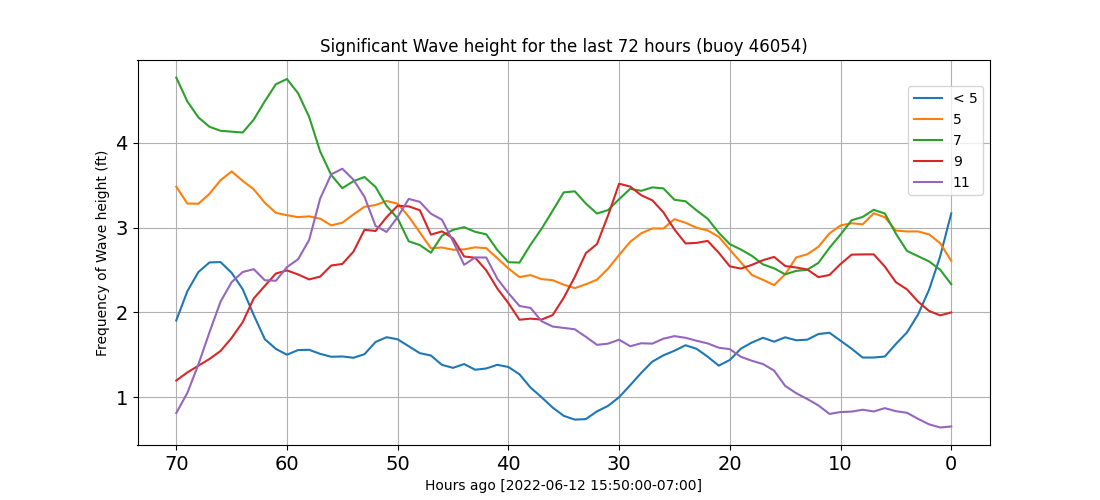 Significant Wave height for the last 72 hours (buoy 46054)
Frequency of Wave height (ft)
4
3
2
1
< 5
5
7
9
11
70 60 50 40 30 20 10 0
Hours ago [2022-06-12 15:50:00-07:00]